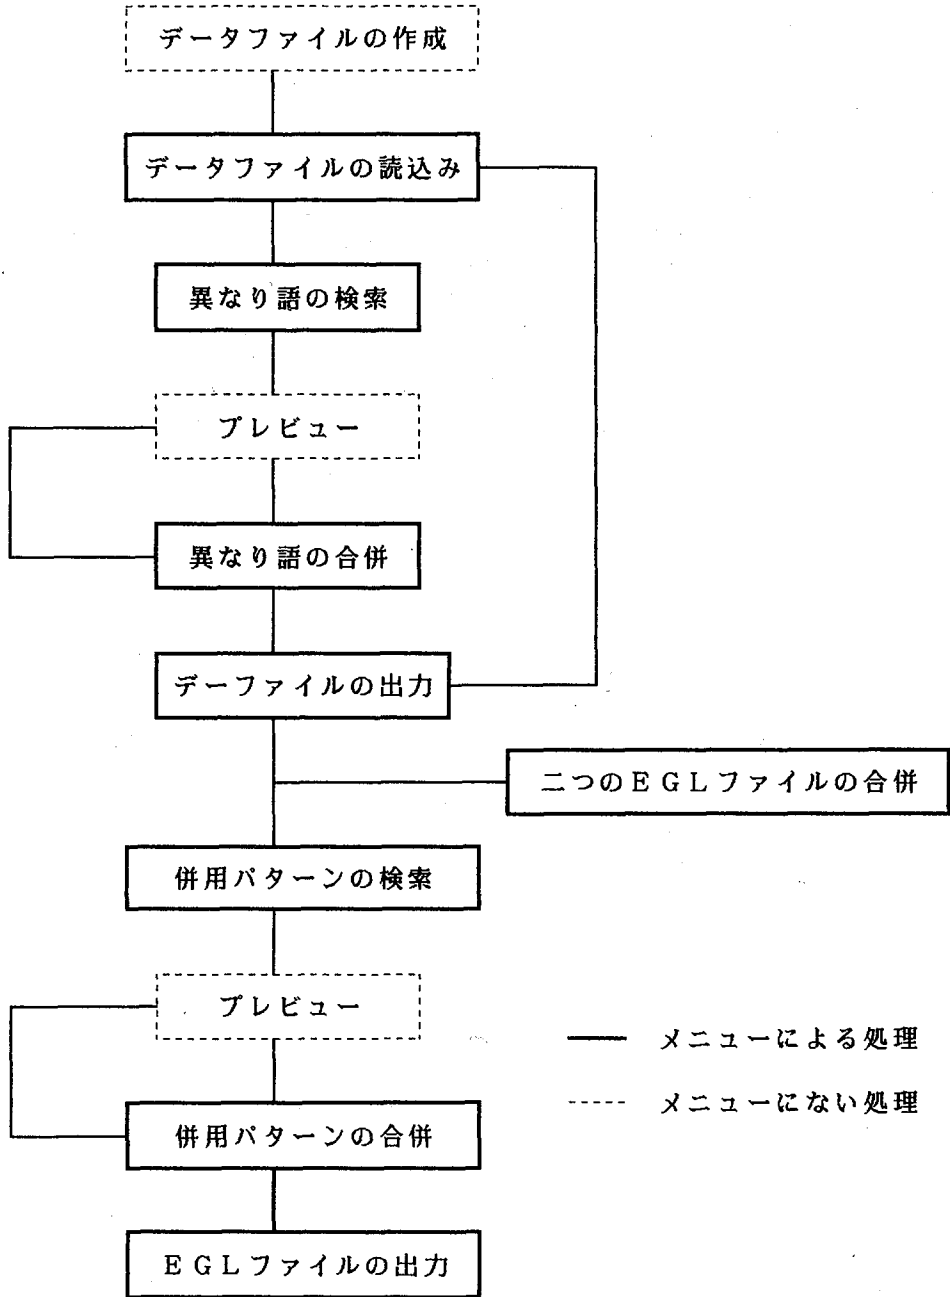 データファイルの作成
データファイルの読込み
異なり語の検索
プレビュー
異なり語の合併
デーファイルの出力
二つのEGLファイルの合併
併用パターンの検索
プレビュー
メニューによる処理
メニューにない処理
併用パターンの合併
EGLファイルの出力